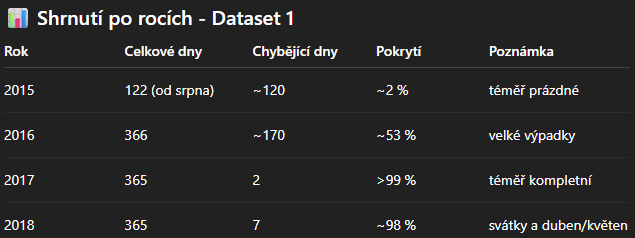 Shrnutí po rocích - Dataset 1
Rok Celkové dny Chybějící dny Pokrytí Poznámka
2015 122 (od srpna) ~120 ~2 % téměř prázdné
2016 366 ~170 ~53 % velké výpadky
2017 365 2 >99 % téměř kompletní
2018 365 7 ~98 % svátky a duben/květen